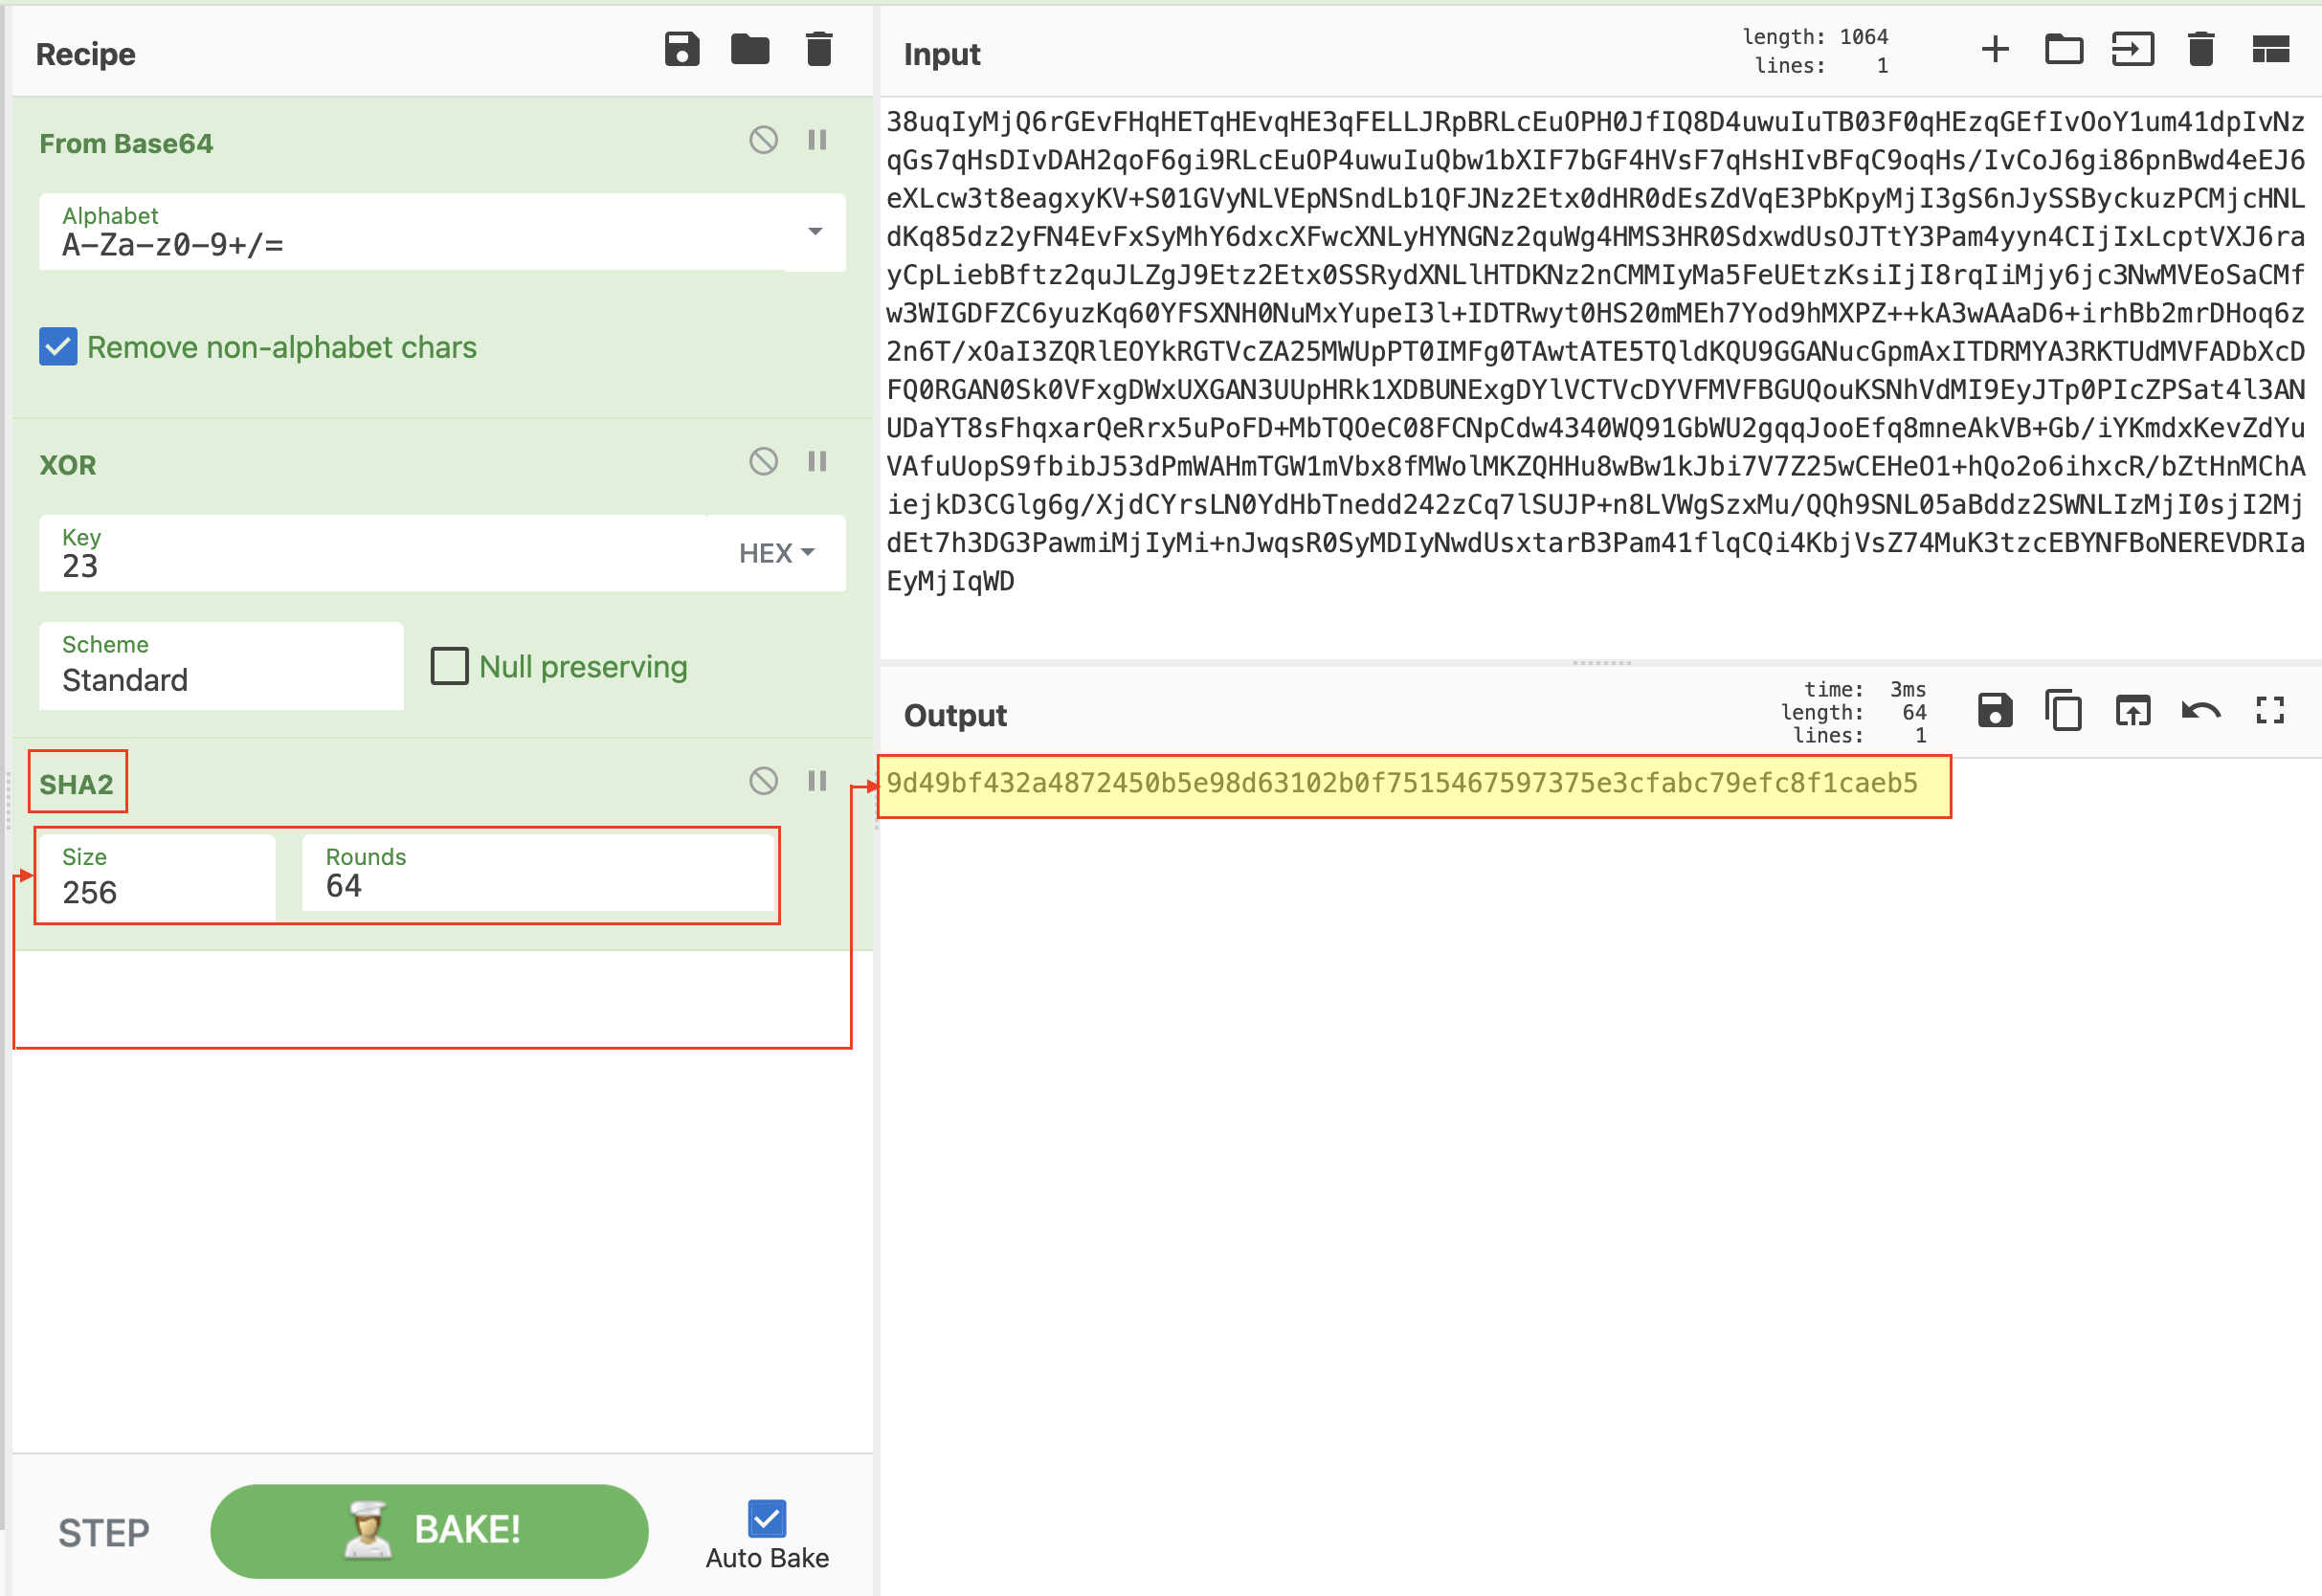 Recipe
From Base64
Alphabet
A-Za-z0-9+/=
Remove non-alphabet chars
XOR
Key
23
HEX
Scheme
Standard
Null preserving
SHA2
Size
256
Rounds
64
STEP
BAKE!
Auto Bake
Input
length: 1064
lines: 1
38uqIyMjQ6rGEvFHqHETqHEvqHE3qFELLJRpBRLcEuOPH0JfIQ8D4uwuIuTB03F0qHEzqGEfIvOoY1um41dpIvNz
qGs7qHsDIvDAH2qoF6gi9RLcEuOP4uwuIuQbw1bXIF7bGF4HVsF7qHsHIvBFqC9oqHs/IvCoJ6gi86pnBwd4eEJ6
eXLcw3t8eagxyKV+S01GVyNLVEpNSndLb1QFJNz2Etx0dHR0dEsZdVqE3PbKpyMjI3gS6nJySSByckuzPCMjcHNL
dKq85dz2yFN4EvFxSyMhY6dxcXFwcXNLyHYNGNz2quWg4HMS3HR0SdxwdUsOJTtY3Pam4yyn4CIjIxLcptVXJ6ra
yCpLiebBftz2quJLZgJ9Etz2Etx0SSRydXNLlHTDKNz2nCMMIyMa5FeUEtzKsiIjI8rqIiMjy6jc3NwMVEoSaCMf
w3WIGDFZC6yuzKq60YFSXNH0NuMxYupeI3l+IDTRwyt0HS20mMEh7Yod9hMXPZ++kA3wAAaD6+irhBb2mrDHoq6z
2n6T/xOaI3ZQRlEOYkRGTVcZA25MWUpPT0IMFg0TAwtATE5TQldKQU9GGANucGpmAxITDRMYA3RKTUdMVFADbXcD
FQ0RGAN0Sk0VFxgDWxUXGAN3UUpHRk1XDBUNExgDYlVCTVcDYVFMVFBGUQouKSNhVdMI9EyJTp0PIcZPSat4l3AN
UDaYT8sFhqxarQeRrx5uPoFD+MbTQOeC08FCNpCdw4340WQ91GbWU2gqqJooEfq8mneAkVB+Gb/iYKmdxKevZdYu
VAfuUopS9fbibJ53dPmWAHmTGW1mVbx8fMWolMKZQHHu8wBw1kJbi7V7Z25wCEHeO1+hQo2o6ihxcR/bZtHnMChA
iejkD3CGlg6g/XjdCYrsLN0YdHbTnedd242zCq7lSUJP+n8LVWgSzxMu/QQh9SNL05aBddz2SWNLIzMjI0sjI2Mj
dEt7h3DG3PawmiMjIyMi+nJwqsR0SyMDIyNwdUsxtarB3Pam41flqCQi4KbjVsZ74MuK3tzcEBYNFBoNEREVDRIa
EyMjIqWD
Output
time: 3ms
length: 64
lines: 1
9d49bf432a4872450b5e98d63102b0f7515467597375e3cfabc79efc8f1caeb5